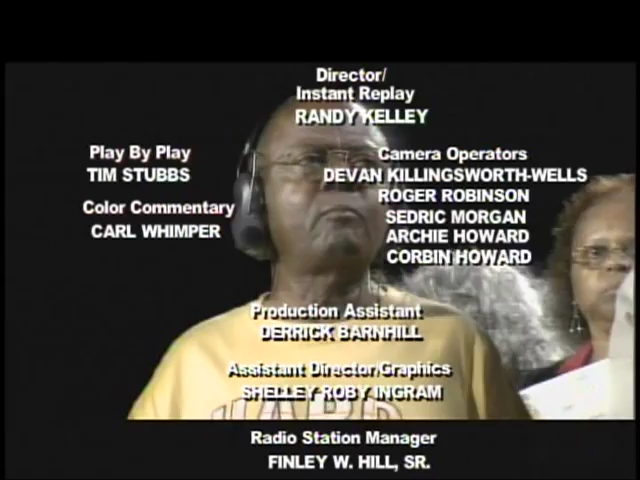 Director/
Instant Replay
RANDY KELLEY
Play By Play
TIM STUBBS
Color Commentary
CARL WHIMPER
Camera Operators
DEVAN KILLINGSWORTH-WELLS
ROGER ROBINSON
SEDRIC MORGAN
ARCHIE HOWARD
CORBIN HOWARD
Production Assistant
DERRICK BARNHILL
Assistant Director/Graphics
SHELLEY ROBY INGRAM
Radio Station Manager
FINLEY W. HILL, SR.